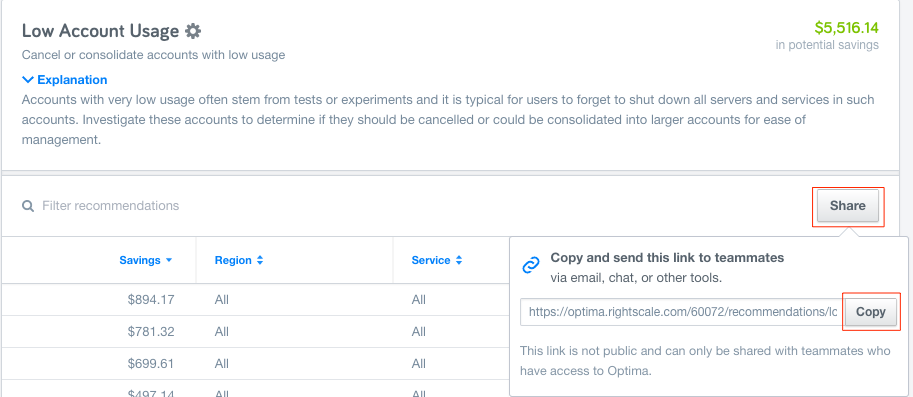 Low Account Usage
$5,516.14
Cancel or consolidate accounts with low usage
in potential savings
Explanation
Accounts with very low usage often stem from tests or experiments and it is typical for users to forget to shut down all servers and services in such
accounts. Investigate these accounts to determine if they should be cancelled or could be consolidated into larger accounts for ease of
management.
Filter recommendations
Share
Savings Region Service
Copy and send this link to teammates
via email, chat, or other tools.
$894.17 All All
https://optima.rightscale.com/60072/recommendations/lo Copy
$781.32 All All
This link is not public and can only be shared with teammates who
have access to Optima.
$699.61 All All
$497.14 All All